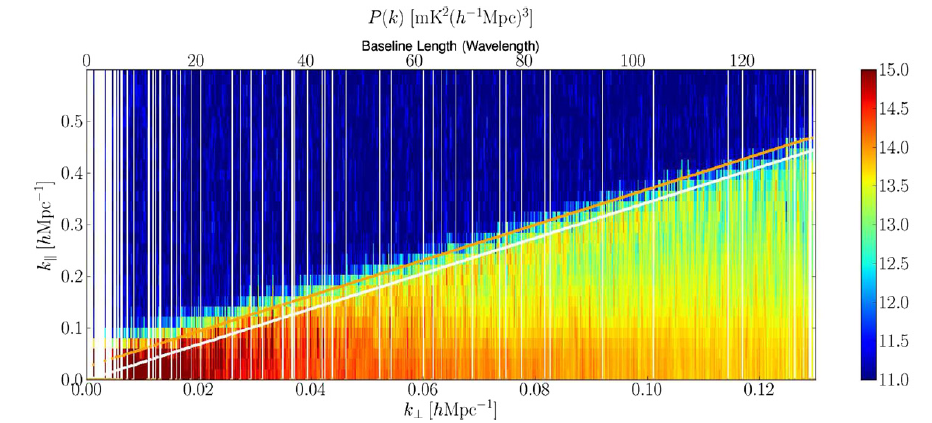 P(k) [mK²(h⁻¹Mpc)³]
Baseline Length (Wavelength)
0 20 40 60 80 100 120
k∥ [hMpc⁻¹]
0.5
0.4
0.3
0.2
0.1
0.0
0.00 0.02 0.04 0.06 0.08 0.10 0.12
k⊥ [hMpc⁻¹]
15.0
14.5
14.0
13.5
13.0
12.5
12.0
11.5
11.0